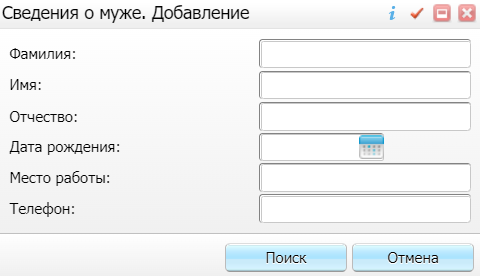 Сведения о муже. Добавление
Фамилия:
Имя:
Отчество:
Дата рождения:
Место работы:
Телефон:
Поиск Отмена